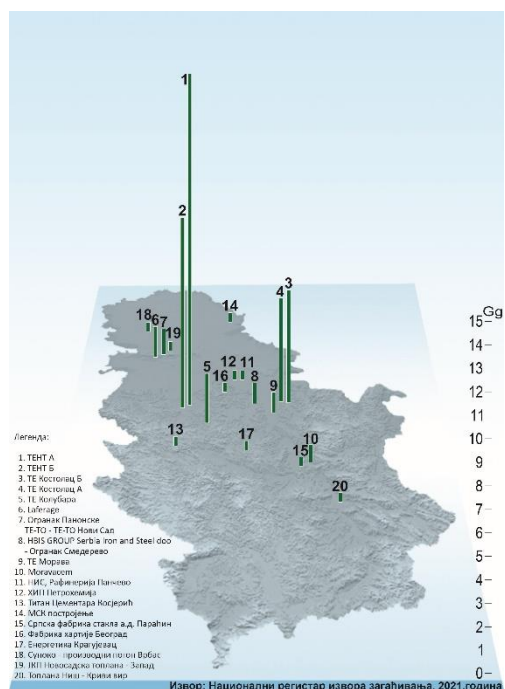 1
2
3
4
18
6
7
19
14
Gg
15
14
13
12
11
10
9
8
7
6
5
4
3
2
1
0
5
12
11
16
8
9
13
17
15
10
20
Легенда:
1. ТЕНТ А
2. ТЕНТ Б
3. ТЕ Костолац Б
4. ТЕ Костолац А
5. ТЕ Колубара
6. Lafarge
7. Огранак Панонске
ТЕ-ТО - ТЕ-ТО Нови Сад
8. HBIS GROUP Serbia Iron and Steel doo
- Огранак Смедерево
9. ТЕ Морава
10. Moravacem
11. НИС, Рафинерија Панчево
12. ХИП Петрохемија
13. Титан Цементара Косјерић
14. МСК постројење
15. Српска фабрика стакла а.д. Параћин
16. Фабрика хартије Београд
17. Енергетика Крагујевац
18. Суноко - производни погон Врбас
19. ЈКП Новосадска топлана - Запад
20. Топлана Ниш - Криви вир
Извор: Национални регистар извора загађивања, 2021.година